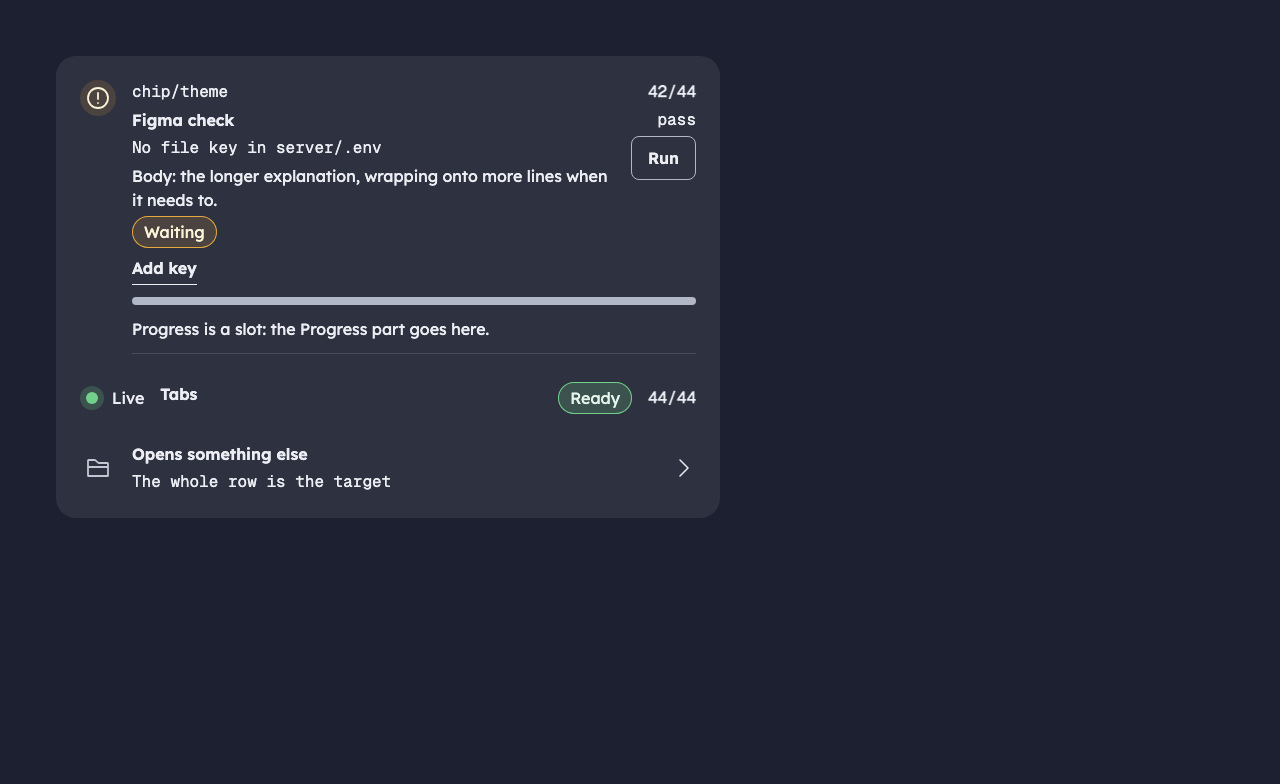 chip/theme
42/44
Figma check
pass
No file key in server/.env
Run
Body: the longer explanation, wrapping onto more lines when
it needs to.
Waiting
Add key
Progress is a slot: the Progress part goes here.
Live
Tabs
Ready
44/44
Opens something else
The whole row is the target